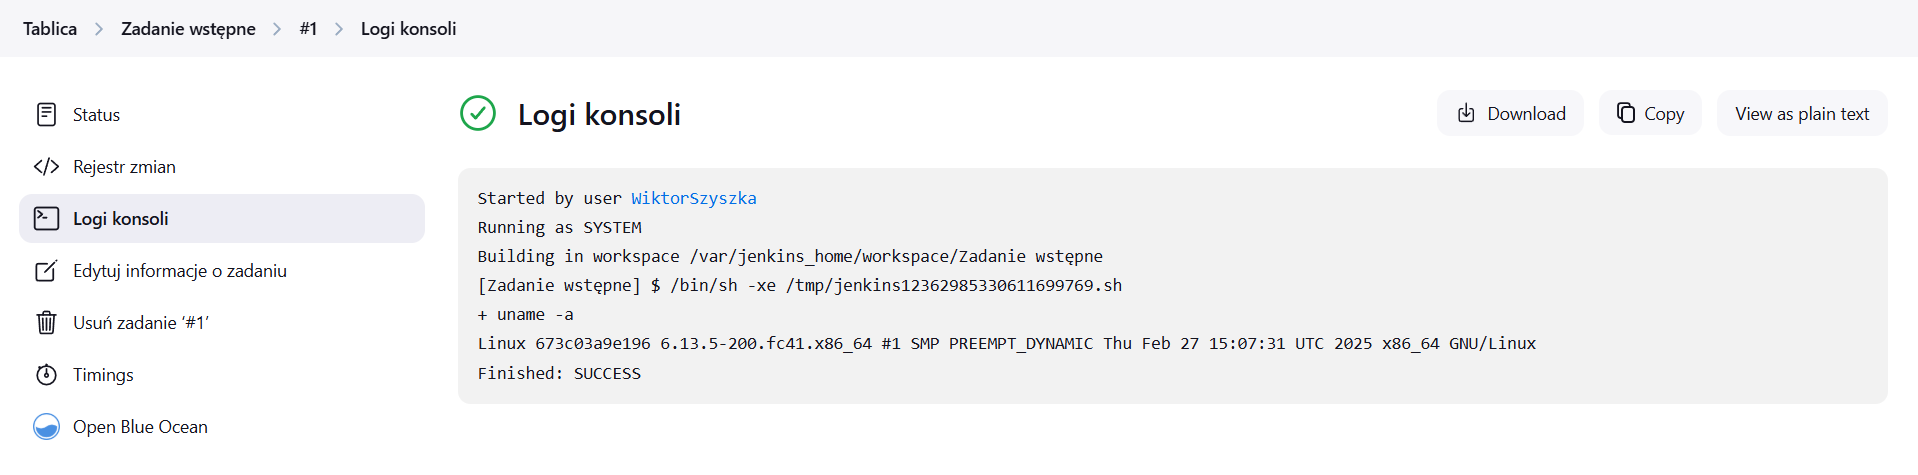 Tablica > Zadanie wstępne > #1 > Logi konsoli
Status
Rejestr zmian
Logi konsoli
Edytuj informacje o zadaniu
Usuń zadanie ‘#1’
Timings
Open Blue Ocean
Logi konsoli
Download
Copy
View as plain text
Started by user WiktorSzyszka
Running as SYSTEM
Building in workspace /var/jenkins_home/workspace/Zadanie wstępne
[Zadanie wstępne] $ /bin/sh -xe /tmp/jenkins12362985330611699769.sh
+ uname -a
Linux 673c03a9e196 6.13.5-200.fc41.x86_64 #1 SMP PREEMPT_DYNAMIC Thu Feb 27 15:07:31 UTC 2025 x86_64 GNU/Linux
Finished: SUCCESS